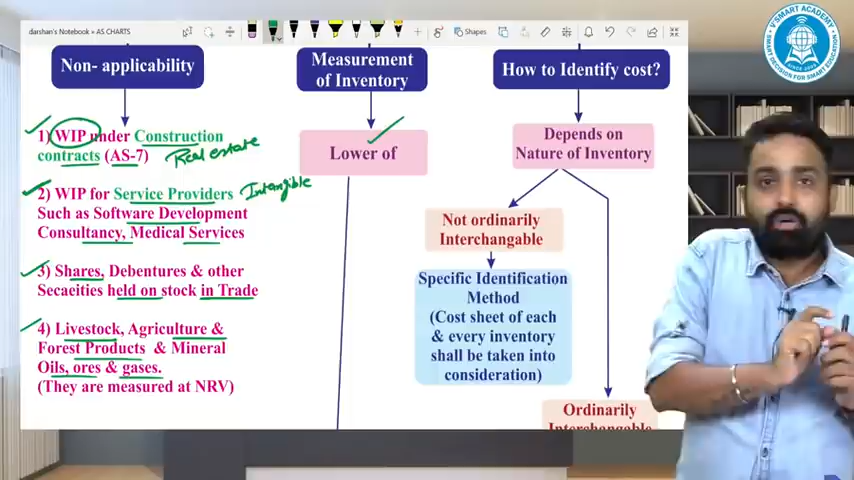 darshan's Notebook » AS CHARTS
Shapes
V'SMART ACADEMY
SINCE 2015
SMART DECISION FOR SMART EDUCATION
Non- applicability
1) WIP under Construction
contracts (AS-7)
Real estate
2) WIP for Service Providers
Intangible
Such as Software Development
Consultancy, Medical Services
3) Shares, Debentures & other
Secaeities held on stock in Trade
4) Livestock, Agriculture &
Forest Products & Mineral
Oils, ores & gases.
(They are measured at NRV)
Measurement
of Inventory
Lower of
How to Identify cost?
Depends on
Nature of Inventory
Not ordinarily
Interchangable
Specific Identification
Method
(Cost sheet of each
& every inventory
shall be taken into
consideration)
Ordinarily
Interchangable